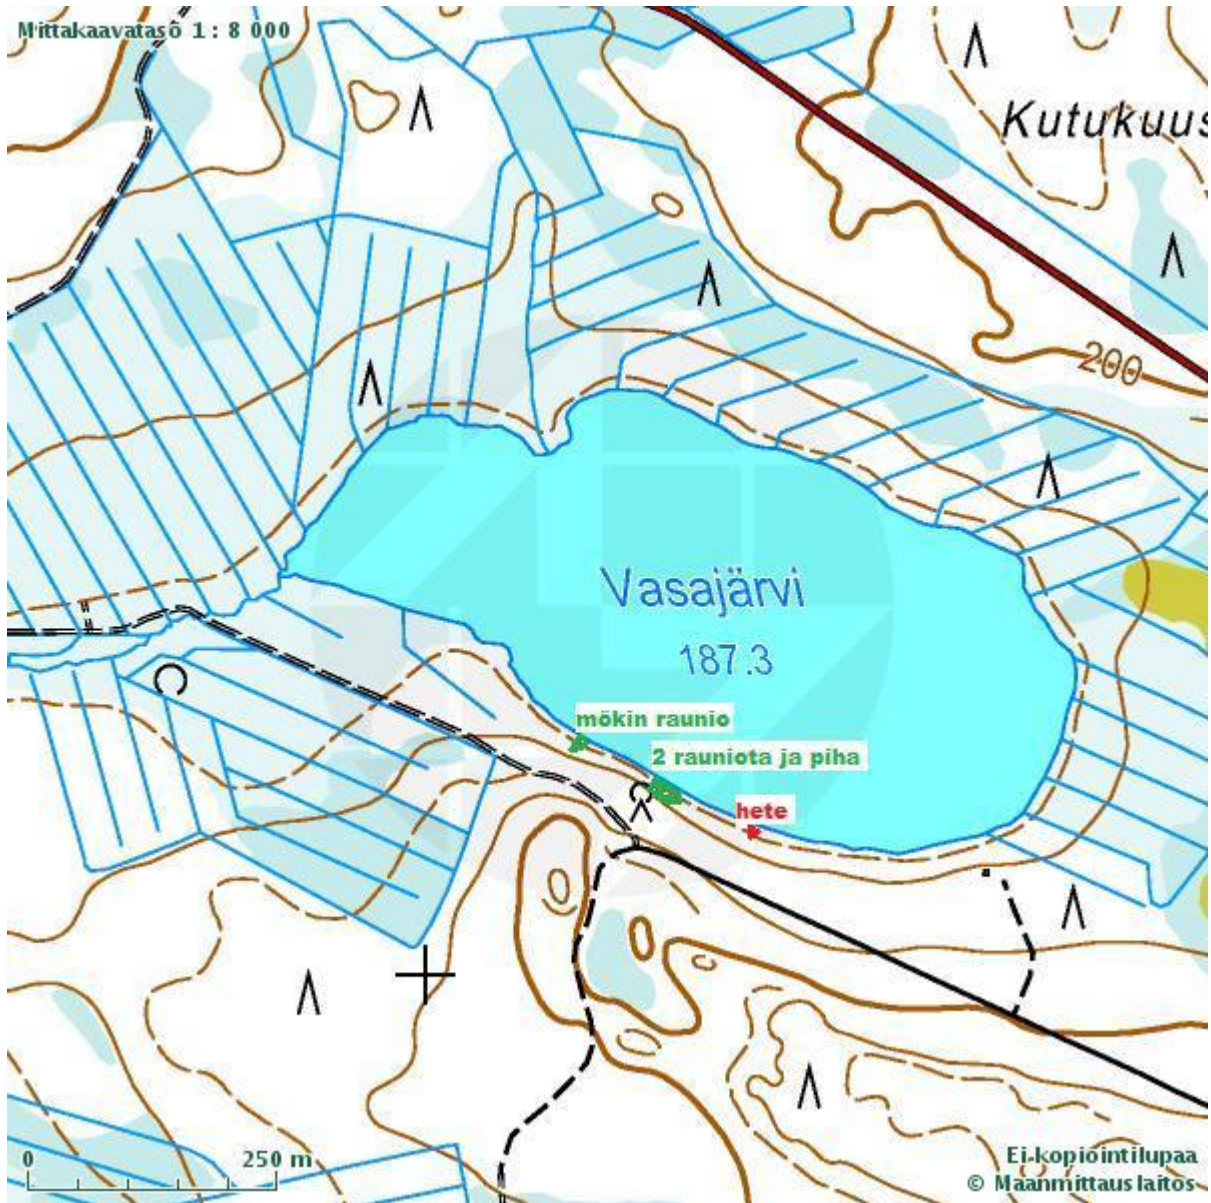 Mittakaavatasö 1 : 8 000
Kutukuus
200
Vasajärvi
187.3
mökin raunio
2 rauniota ja piha
hete
0 250 m
Ei-kopiointilupaa
© Maanmittauslaitos